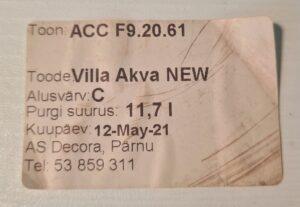 Toon: ACC F9.20.61
Toode: Villa Akva NEW
Alusvärv: C
Purgi suurus: 11,7 l
Kuupäev: 12-May-21
AS Decora, Pärnu
Tel: 53 859 311